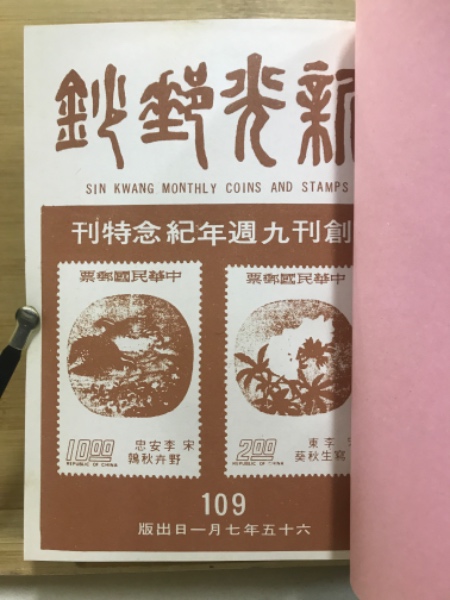 新光郵鈔
SIN KWANG MONTHLY COINS AND STAMPS
創刊九週年紀念特刊
中華民國郵票
李東
寫生秋葵
2.00
REPUBLIC OF CHINA
中華民國郵票
宋李安忠
野卉秋鶉
10.00
REPUBLIC OF CHINA
109
六十五年七月一日出版